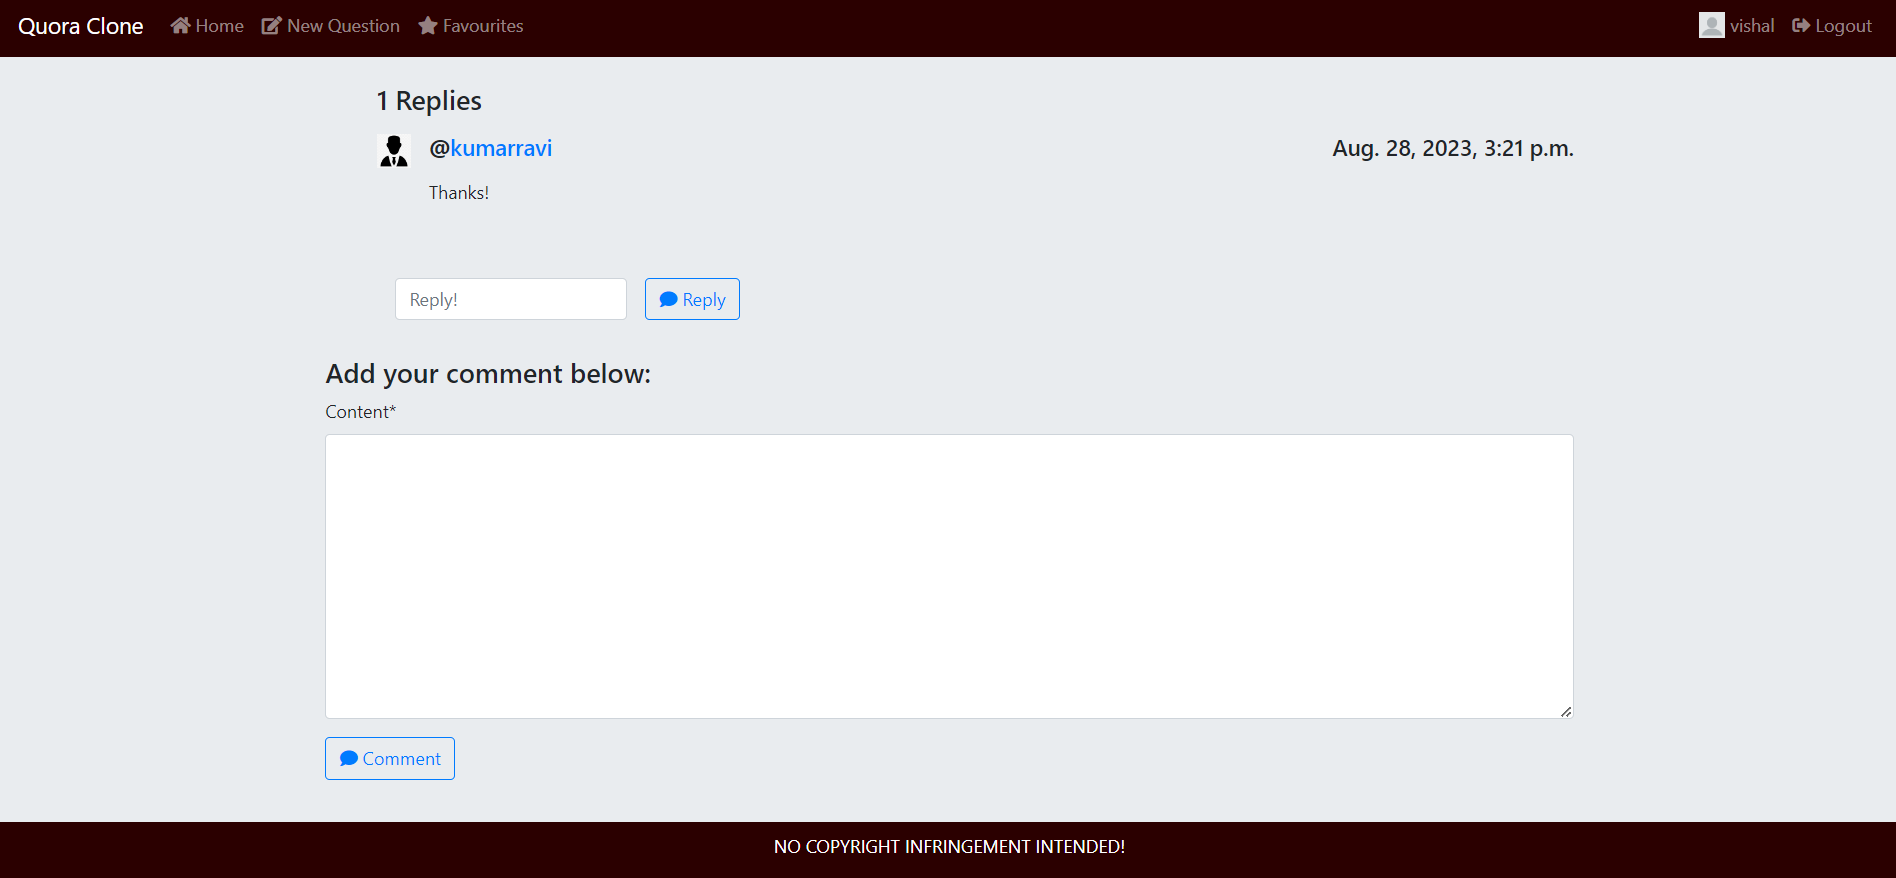 Quora Clone Home New Question Favourites vishal Logout
1 Replies
@kumarravi Aug. 28, 2023, 3:21 p.m.
Thanks!
Reply! Reply
Add your comment below:
Content*
Comment
NO COPYRIGHT INFRINGEMENT INTENDED!